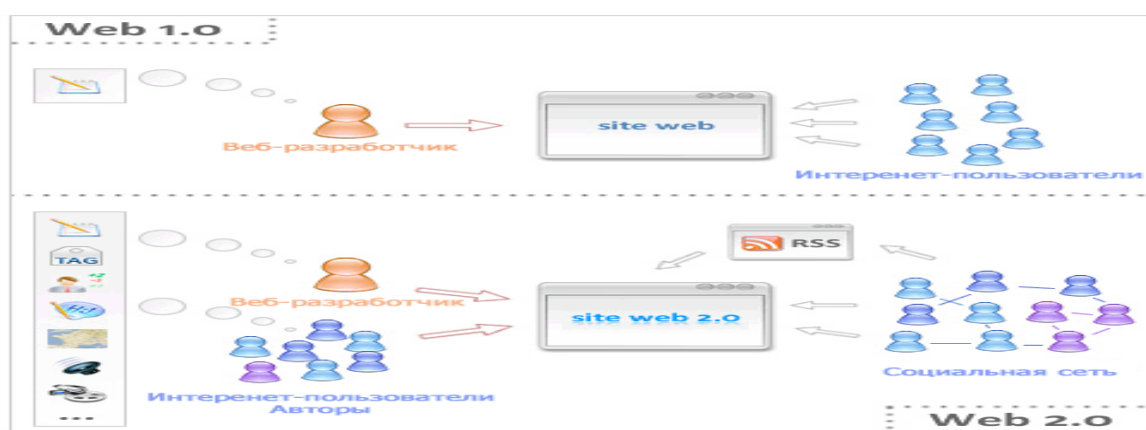 Web 1.0
Веб-разработчик
site web
Интеренет-пользователи
TAG
RSS
Веб-разработчик
site web 2.0
Интеренет-пользователи
Авторы
Социальная сеть
Web 2.0